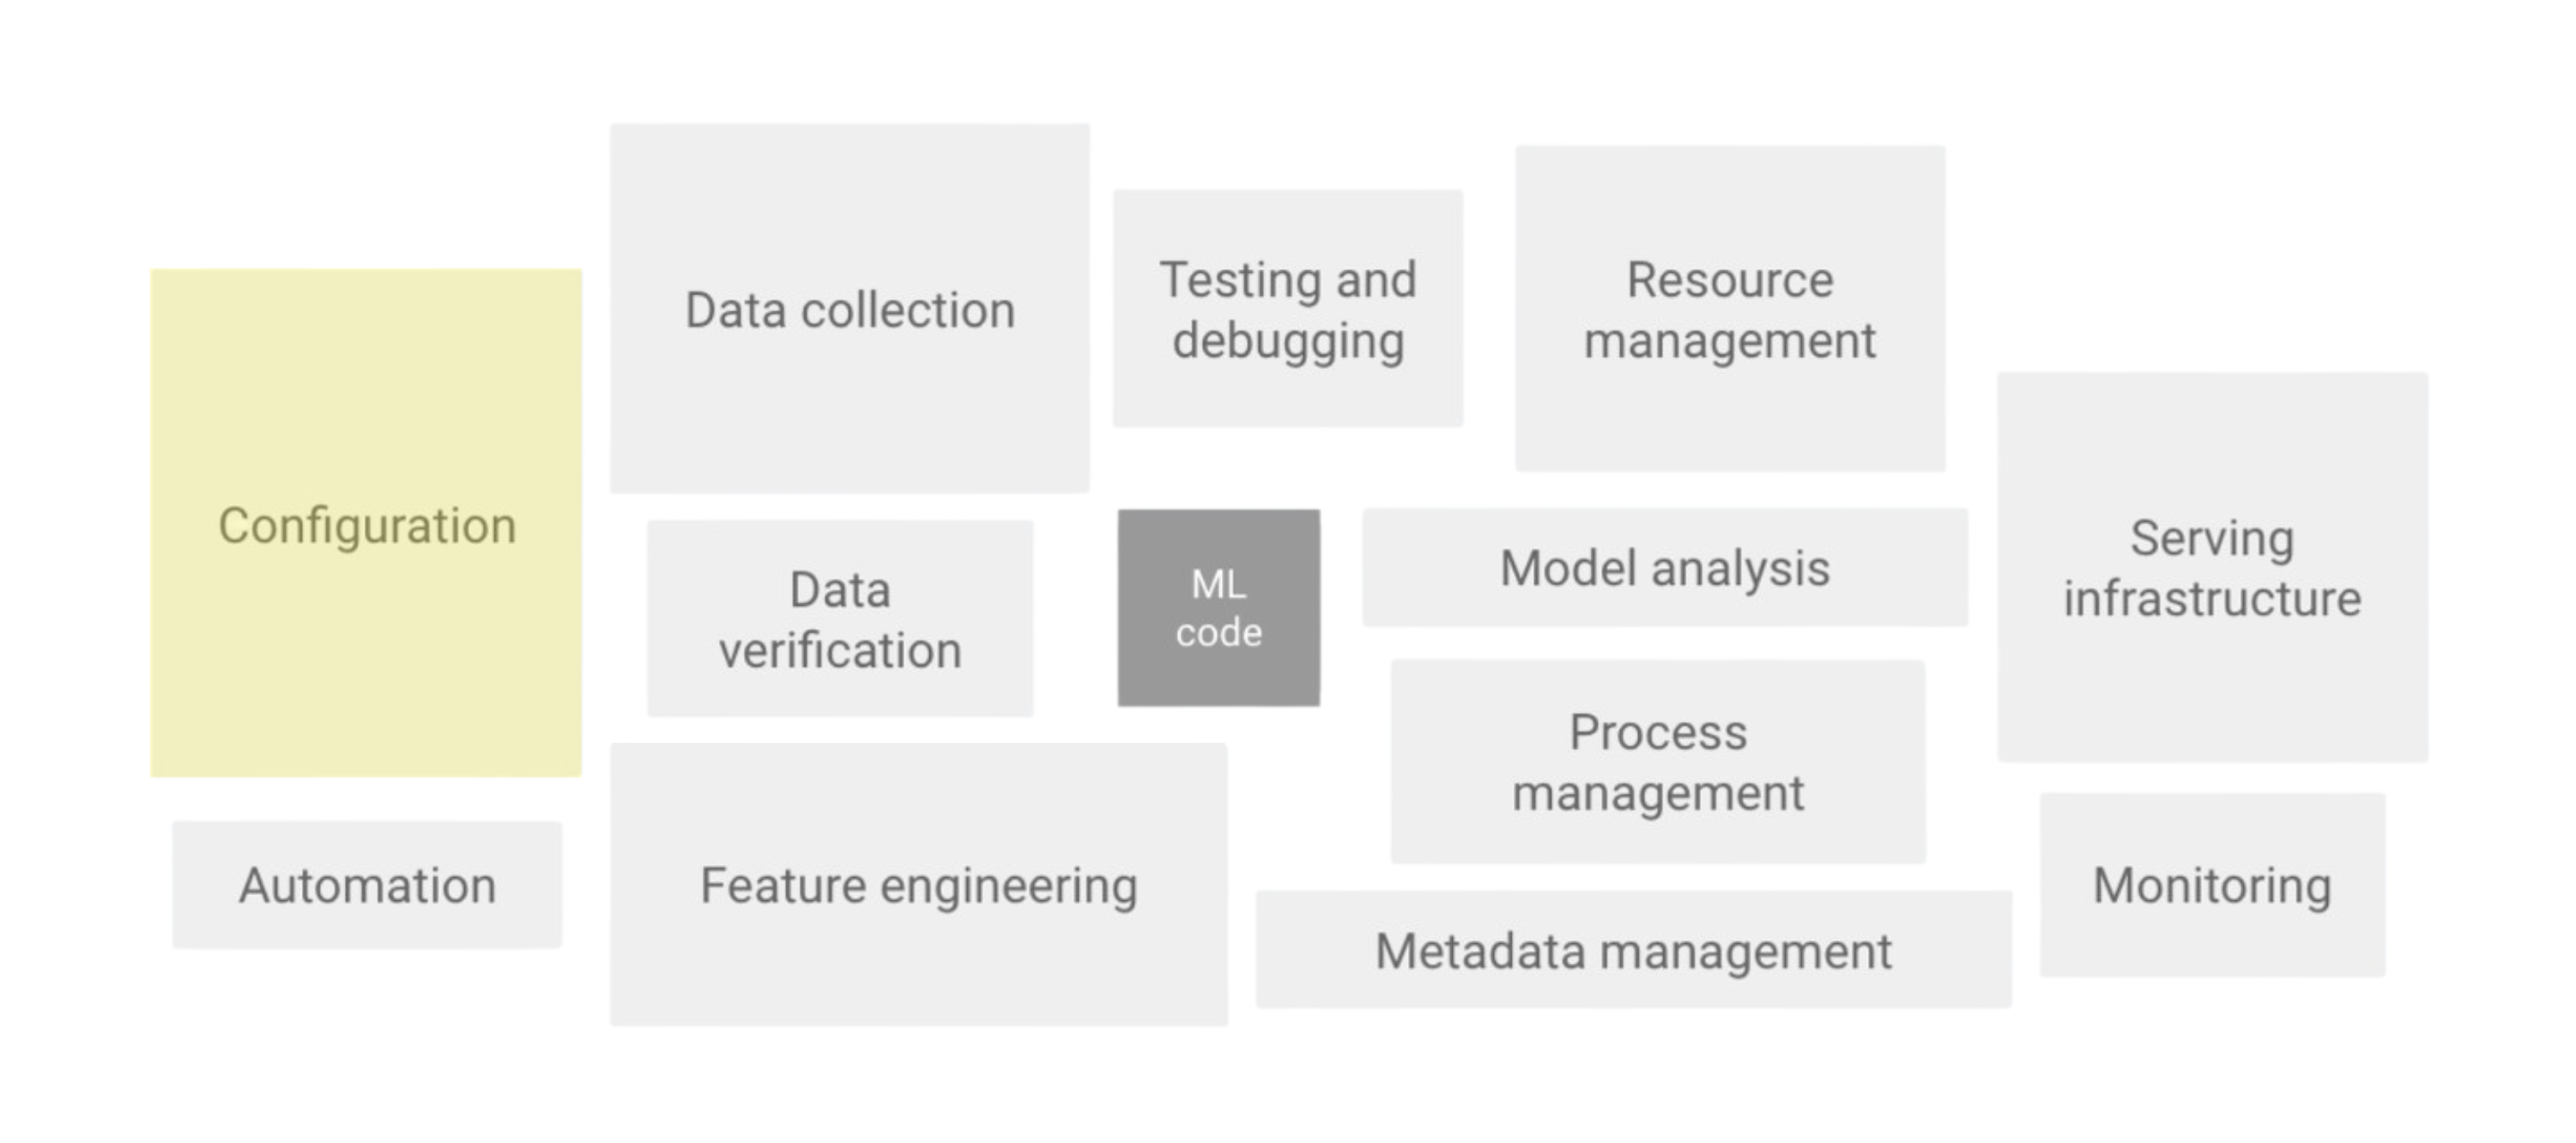 Data collection
Testing and
debugging
Resource
management
Configuration
Data
verification
ML
code
Model analysis
Serving
infrastructure
Process
management
Automation
Feature engineering
Metadata management
Monitoring